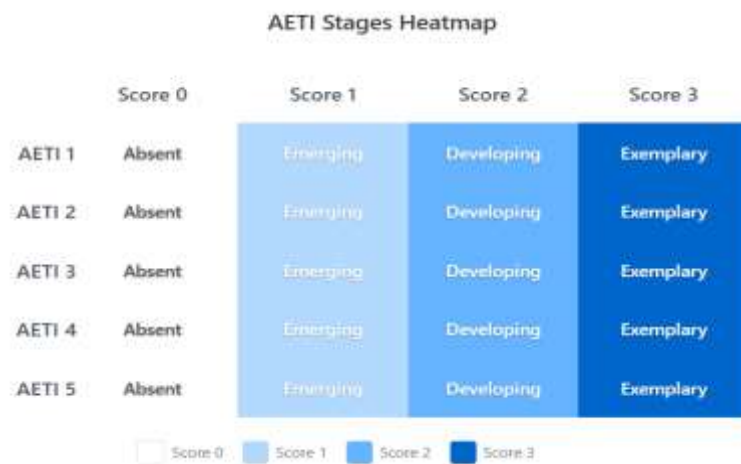 AETI Stages Heatmap
Score 0 Score 1 Score 2 Score 3
AETI 1 Absent Emerging Developing Exemplary
AETI 2 Absent Emerging Developing Exemplary
AETI 3 Absent Emerging Developing Exemplary
AETI 4 Absent Emerging Developing Exemplary
AETI 5 Absent Emerging Developing Exemplary
Score 0 Score 1 Score 2 Score 3